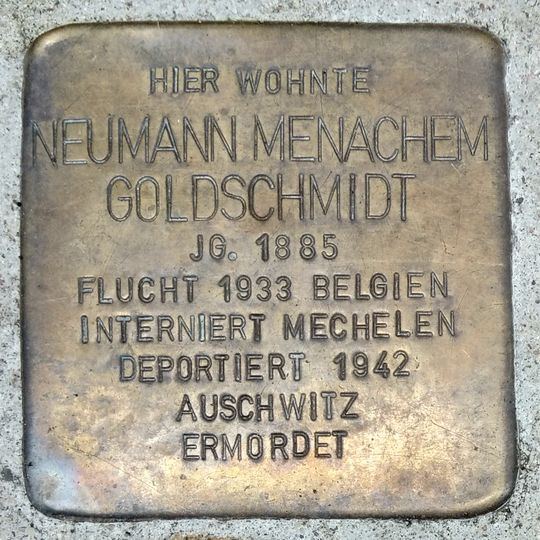 HIER WOHNTE
NEUMANN MENACHEM
GOLDSCHMIDT
JG. 1885
FLUCHT 1933 BELGIEN
INTERNIERT MECHELEN
DEPORTIERT 1942
AUSCHWITZ
ERMORDET